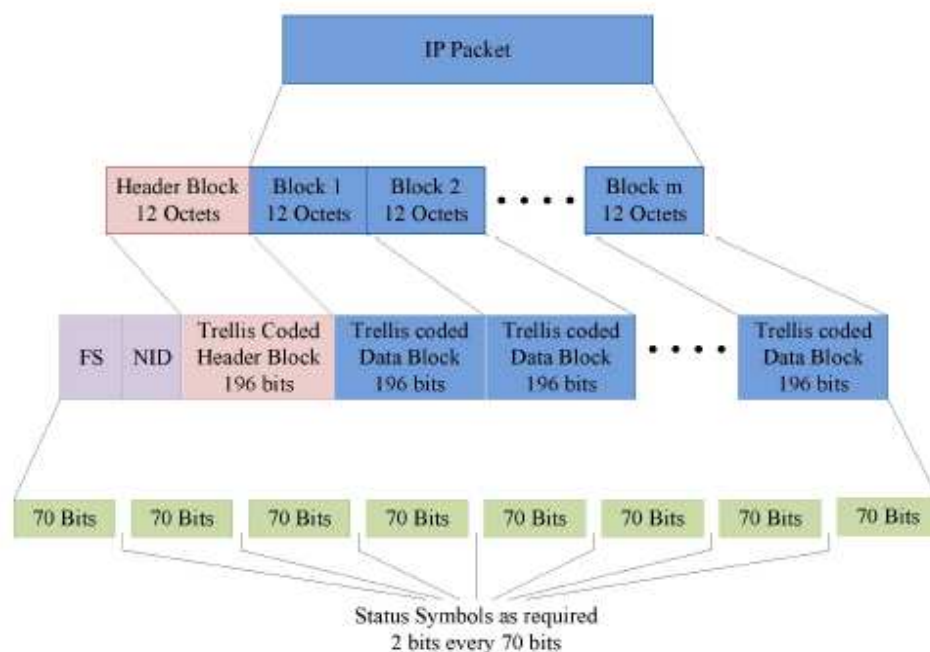 IP Packet
Header Block
12 Octets
Block 1
12 Octets
Block 2
12 Octets
Block m
12 Octets
FS
NID
Trellis Coded
Header Block
196 bits
Trellis coded
Data Block
196 bits
Trellis coded
Data Block
196 bits
Trellis coded
Data Block
196 bits
70 Bits
70 Bits
70 Bits
70 Bits
70 Bits
70 Bits
70 Bits
70 Bits
Status Symbols as required
2 bits every 70 bits